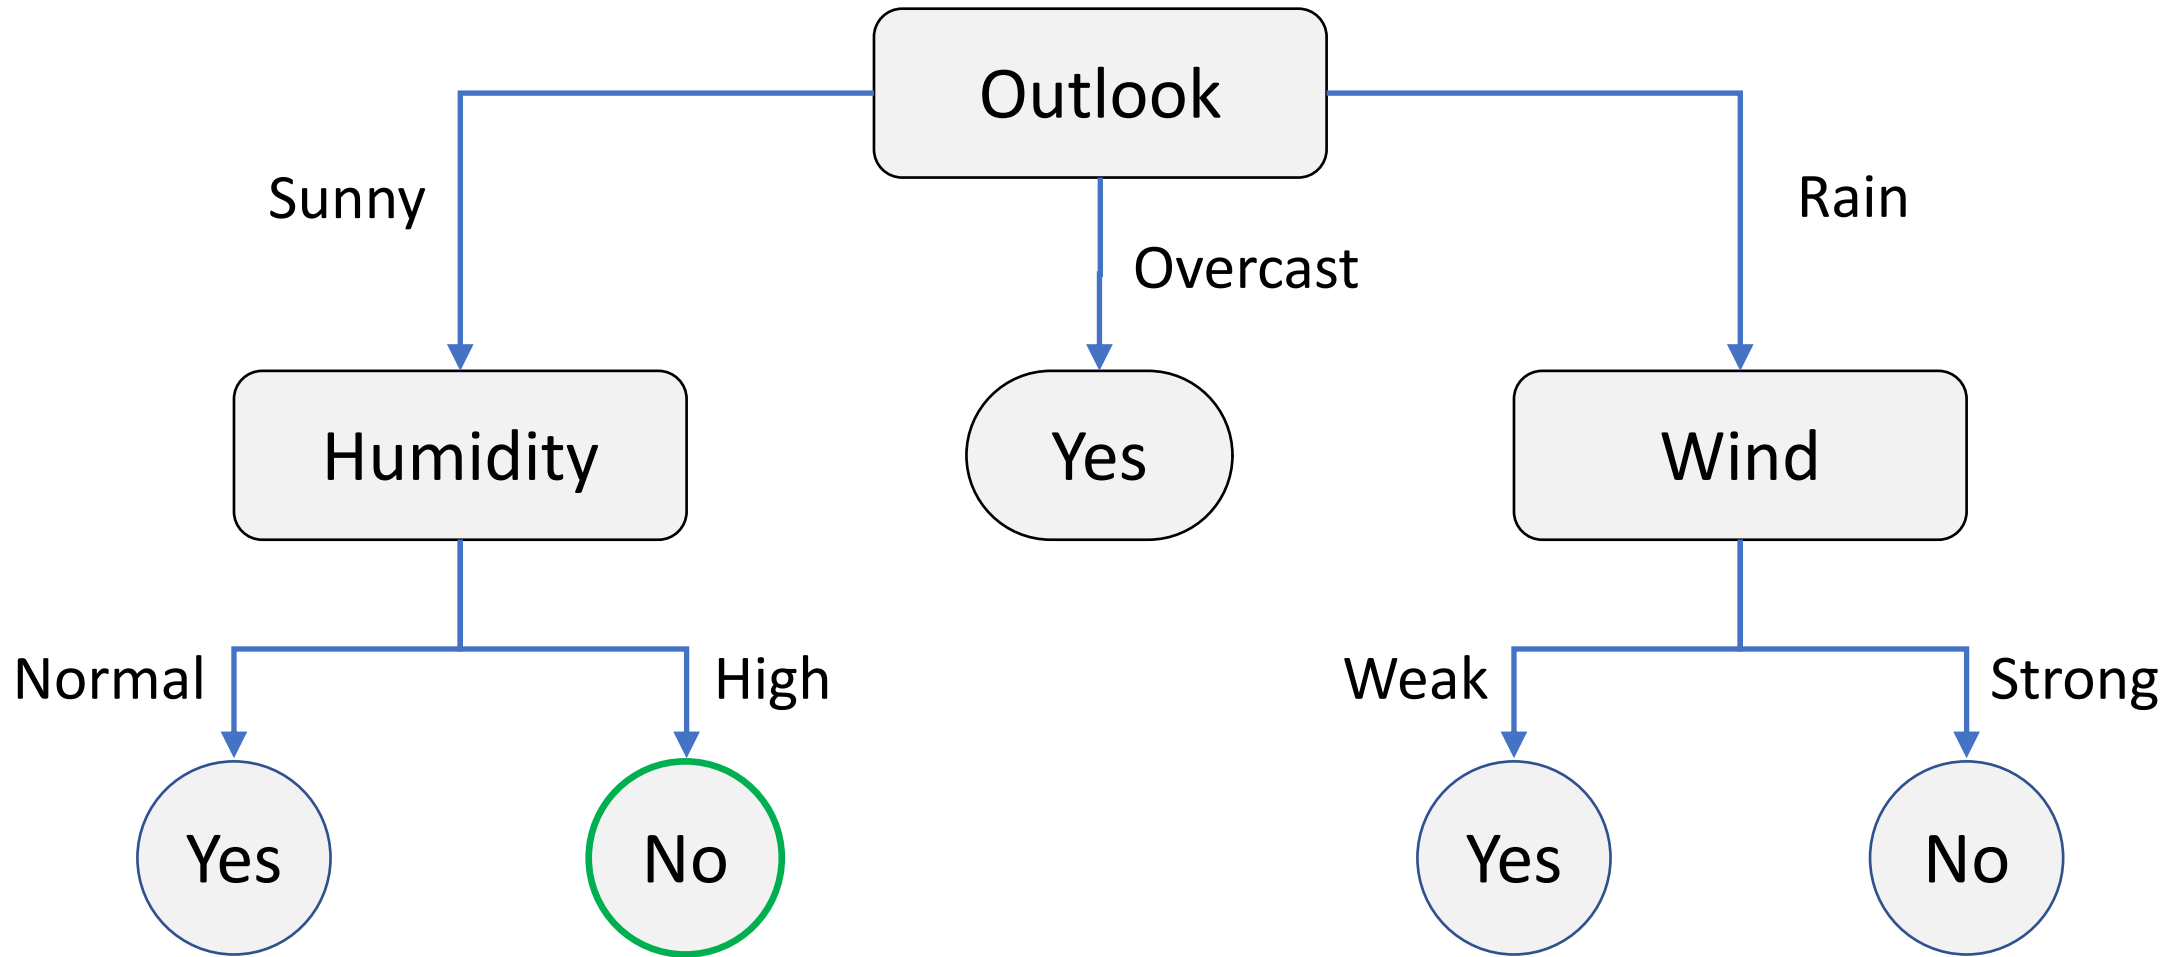 Outlook
Sunny
Overcast
Rain
Humidity
Yes
Wind
Normal
High
Weak
Strong
Yes
No
Yes
No